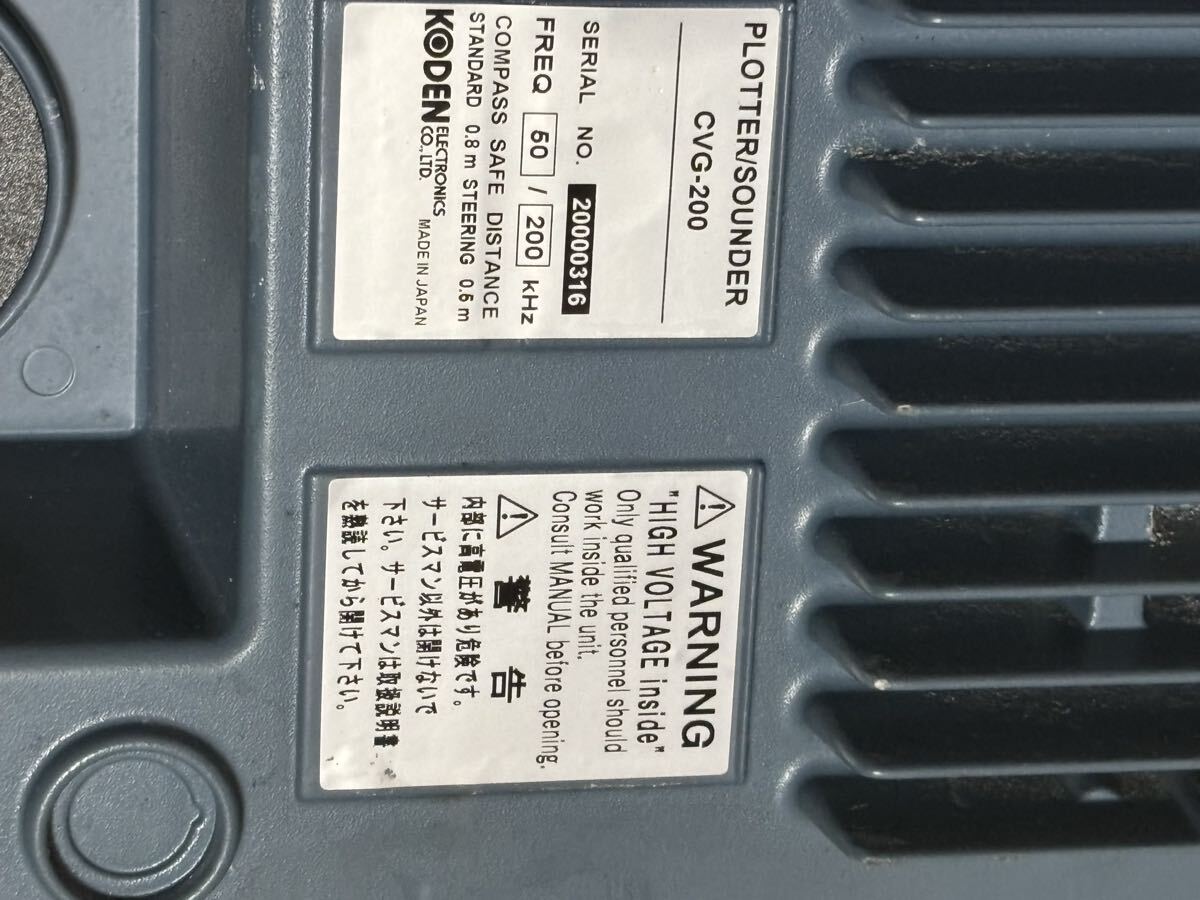 PLOTTER/SOUNDER
CVG-200
SERIAL NO. 20000316
FREQ 50 / 200 kHz
COMPASS SAFE DISTANCE
STANDARD 0.8 m STEERING 0.6 m
KODEN ELECTRONICS CO., LTD. MADE IN JAPAN
⚠ WARNING
"HIGH VOLTAGE inside"
Only qualified personnel should
work inside the unit.
Consult MANUAL before opening.
⚠ 警 告
内部に高電圧があり危険です。
サービスマン以外は開けないで
下さい。サービスマンは取扱説明書
を熟読してから開けて下さい。